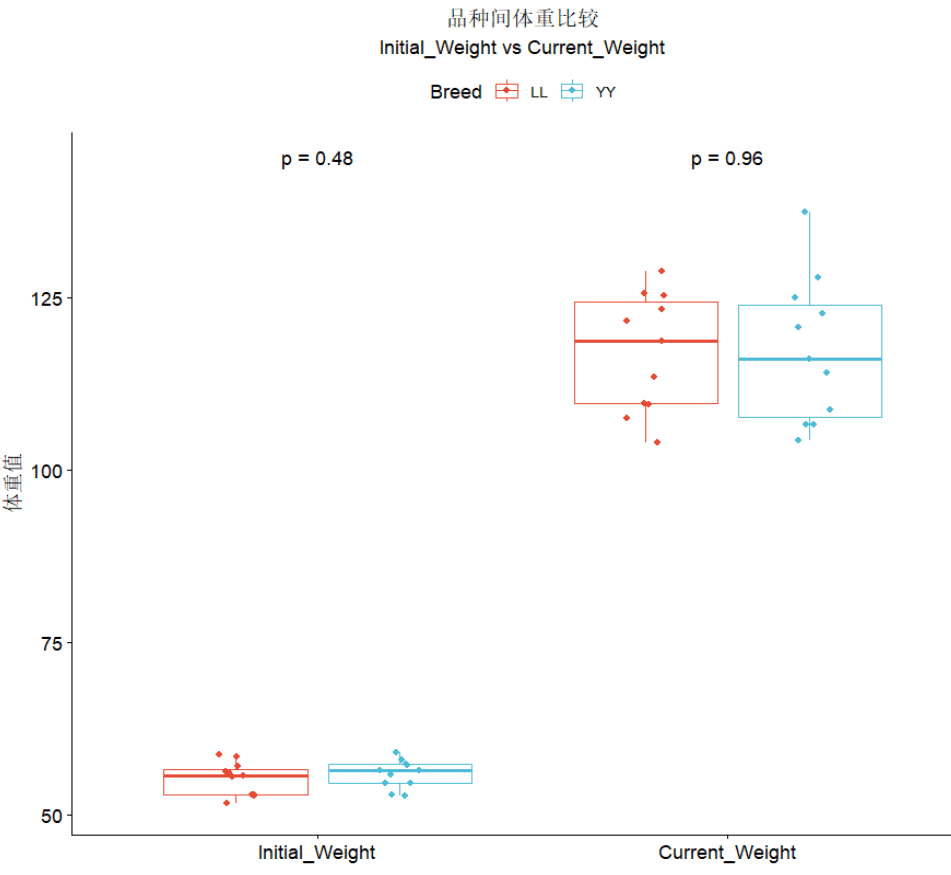 品种间体重比较
Initial_Weight vs Current_Weight
Breed LL YY
p = 0.48 p = 0.96
125
100
75
50
体重值
Initial_Weight Current_Weight